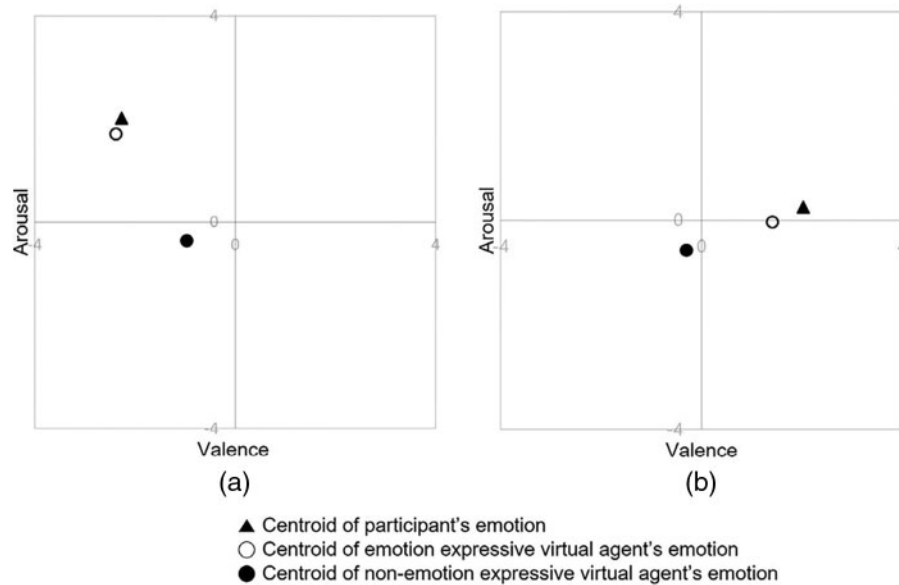 4
4
Arousal
0
-4
0
4
-4
Valence
(a)
Arousal
0
-4
0
4
-4
Valence
(b)
▲ Centroid of participant's emotion
○ Centroid of emotion expressive virtual agent's emotion
● Centroid of non-emotion expressive virtual agent's emotion